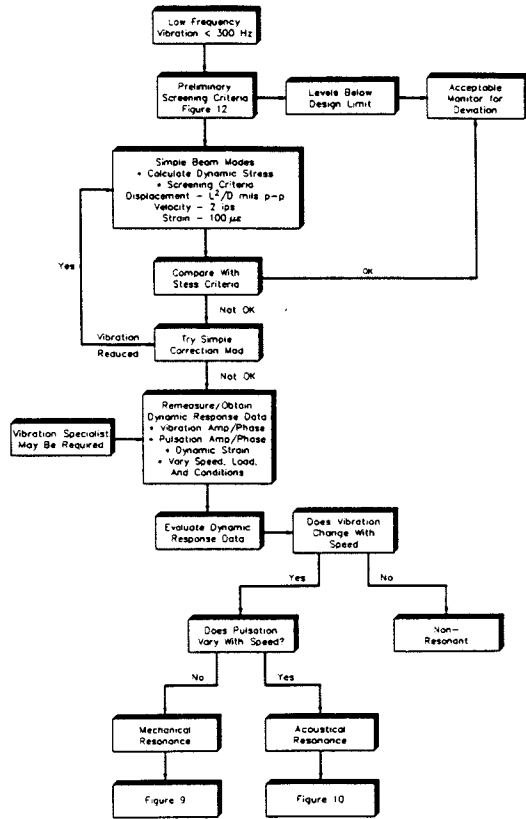 Low Frequency
Vibration < 300 Hz
Preliminary
Screening Criteria
Figure 12
Levels Below
Design Limit
Acceptable
Monitor for
Deviation
Simple Beam Modes
• Calculate Dynamic Stress
• Screening Criteria
Displacement – L²/D mils p–p
Velocity – 2 ips
Strain – 100 με
Yes
Compare With
Stess Criteria
OK
Not OK
Vibration
Reduced
Try Simple
Correction Mod
Not OK
Remeasure/Obtain
Dynamic Response Data
• Vibration Amp/Phase
• Pulsation Amp/Phase
• Dynamic Strain
• Vary Speed, Load,
And Conditions
Vibration Specialist
May Be Required
Evaluate Dynamic
Response Data
Does Vibration
Change With
Speed
Yes
No
Does Pulsation
Vary With Speed?
Non–
Resonant
No
Yes
Mechanical
Resonance
Acoustical
Resonance
Figure 9
Figure 10